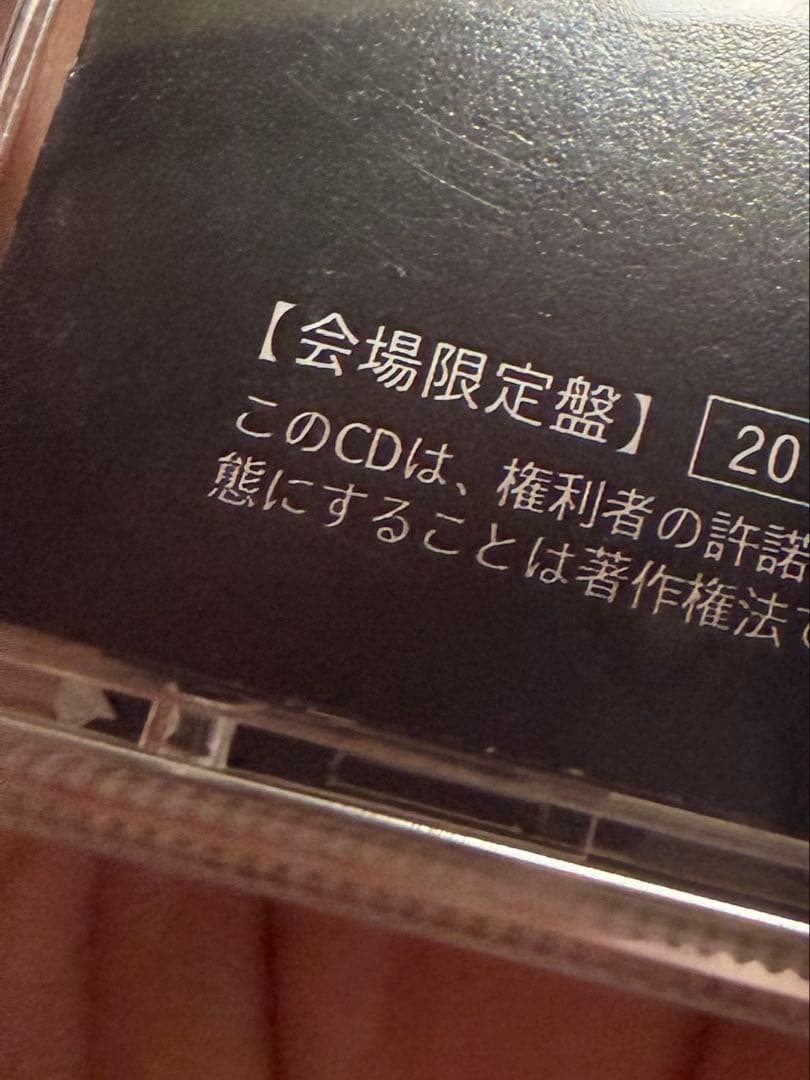 【会場限定盤】 20
このCDは、権利者の許諾
態にすることは著作権法で